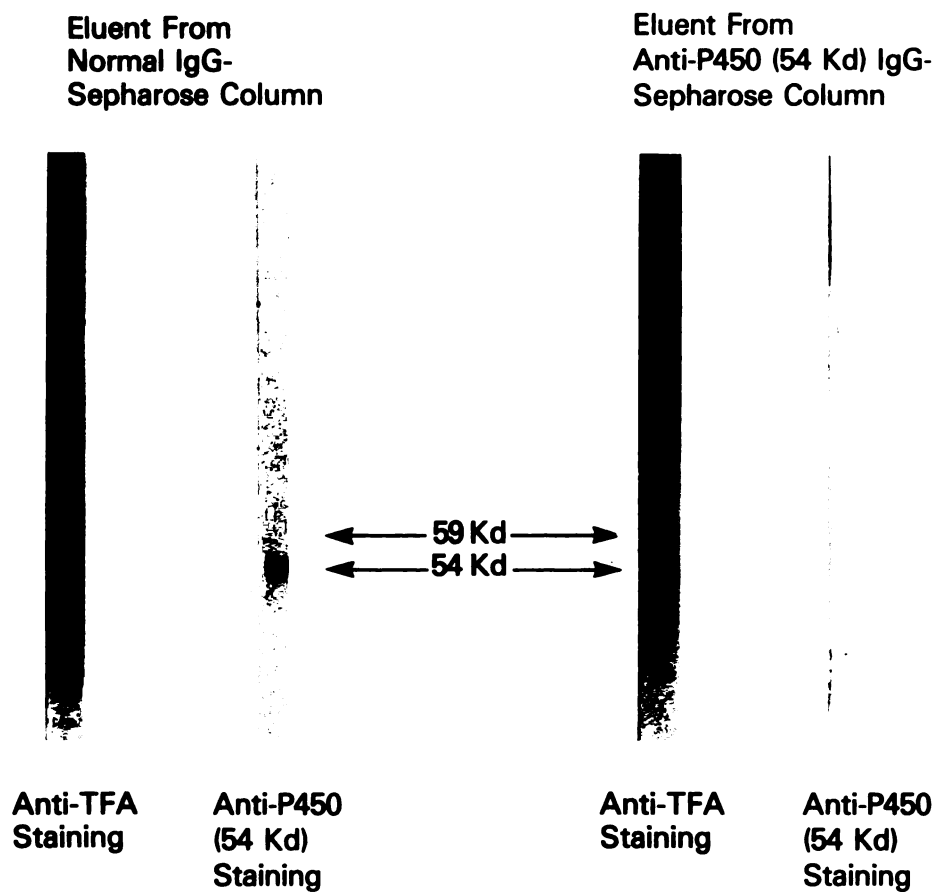 Eluent From
Normal IgG-
Sepharose Column
Eluent From
Anti-P450 (54 Kd) IgG-
Sepharose Column
59 Kd
54 Kd
Anti-TFA
Staining
Anti-P450
(54 Kd)
Staining
Anti-TFA
Staining
Anti-P450
(54 Kd)
Staining